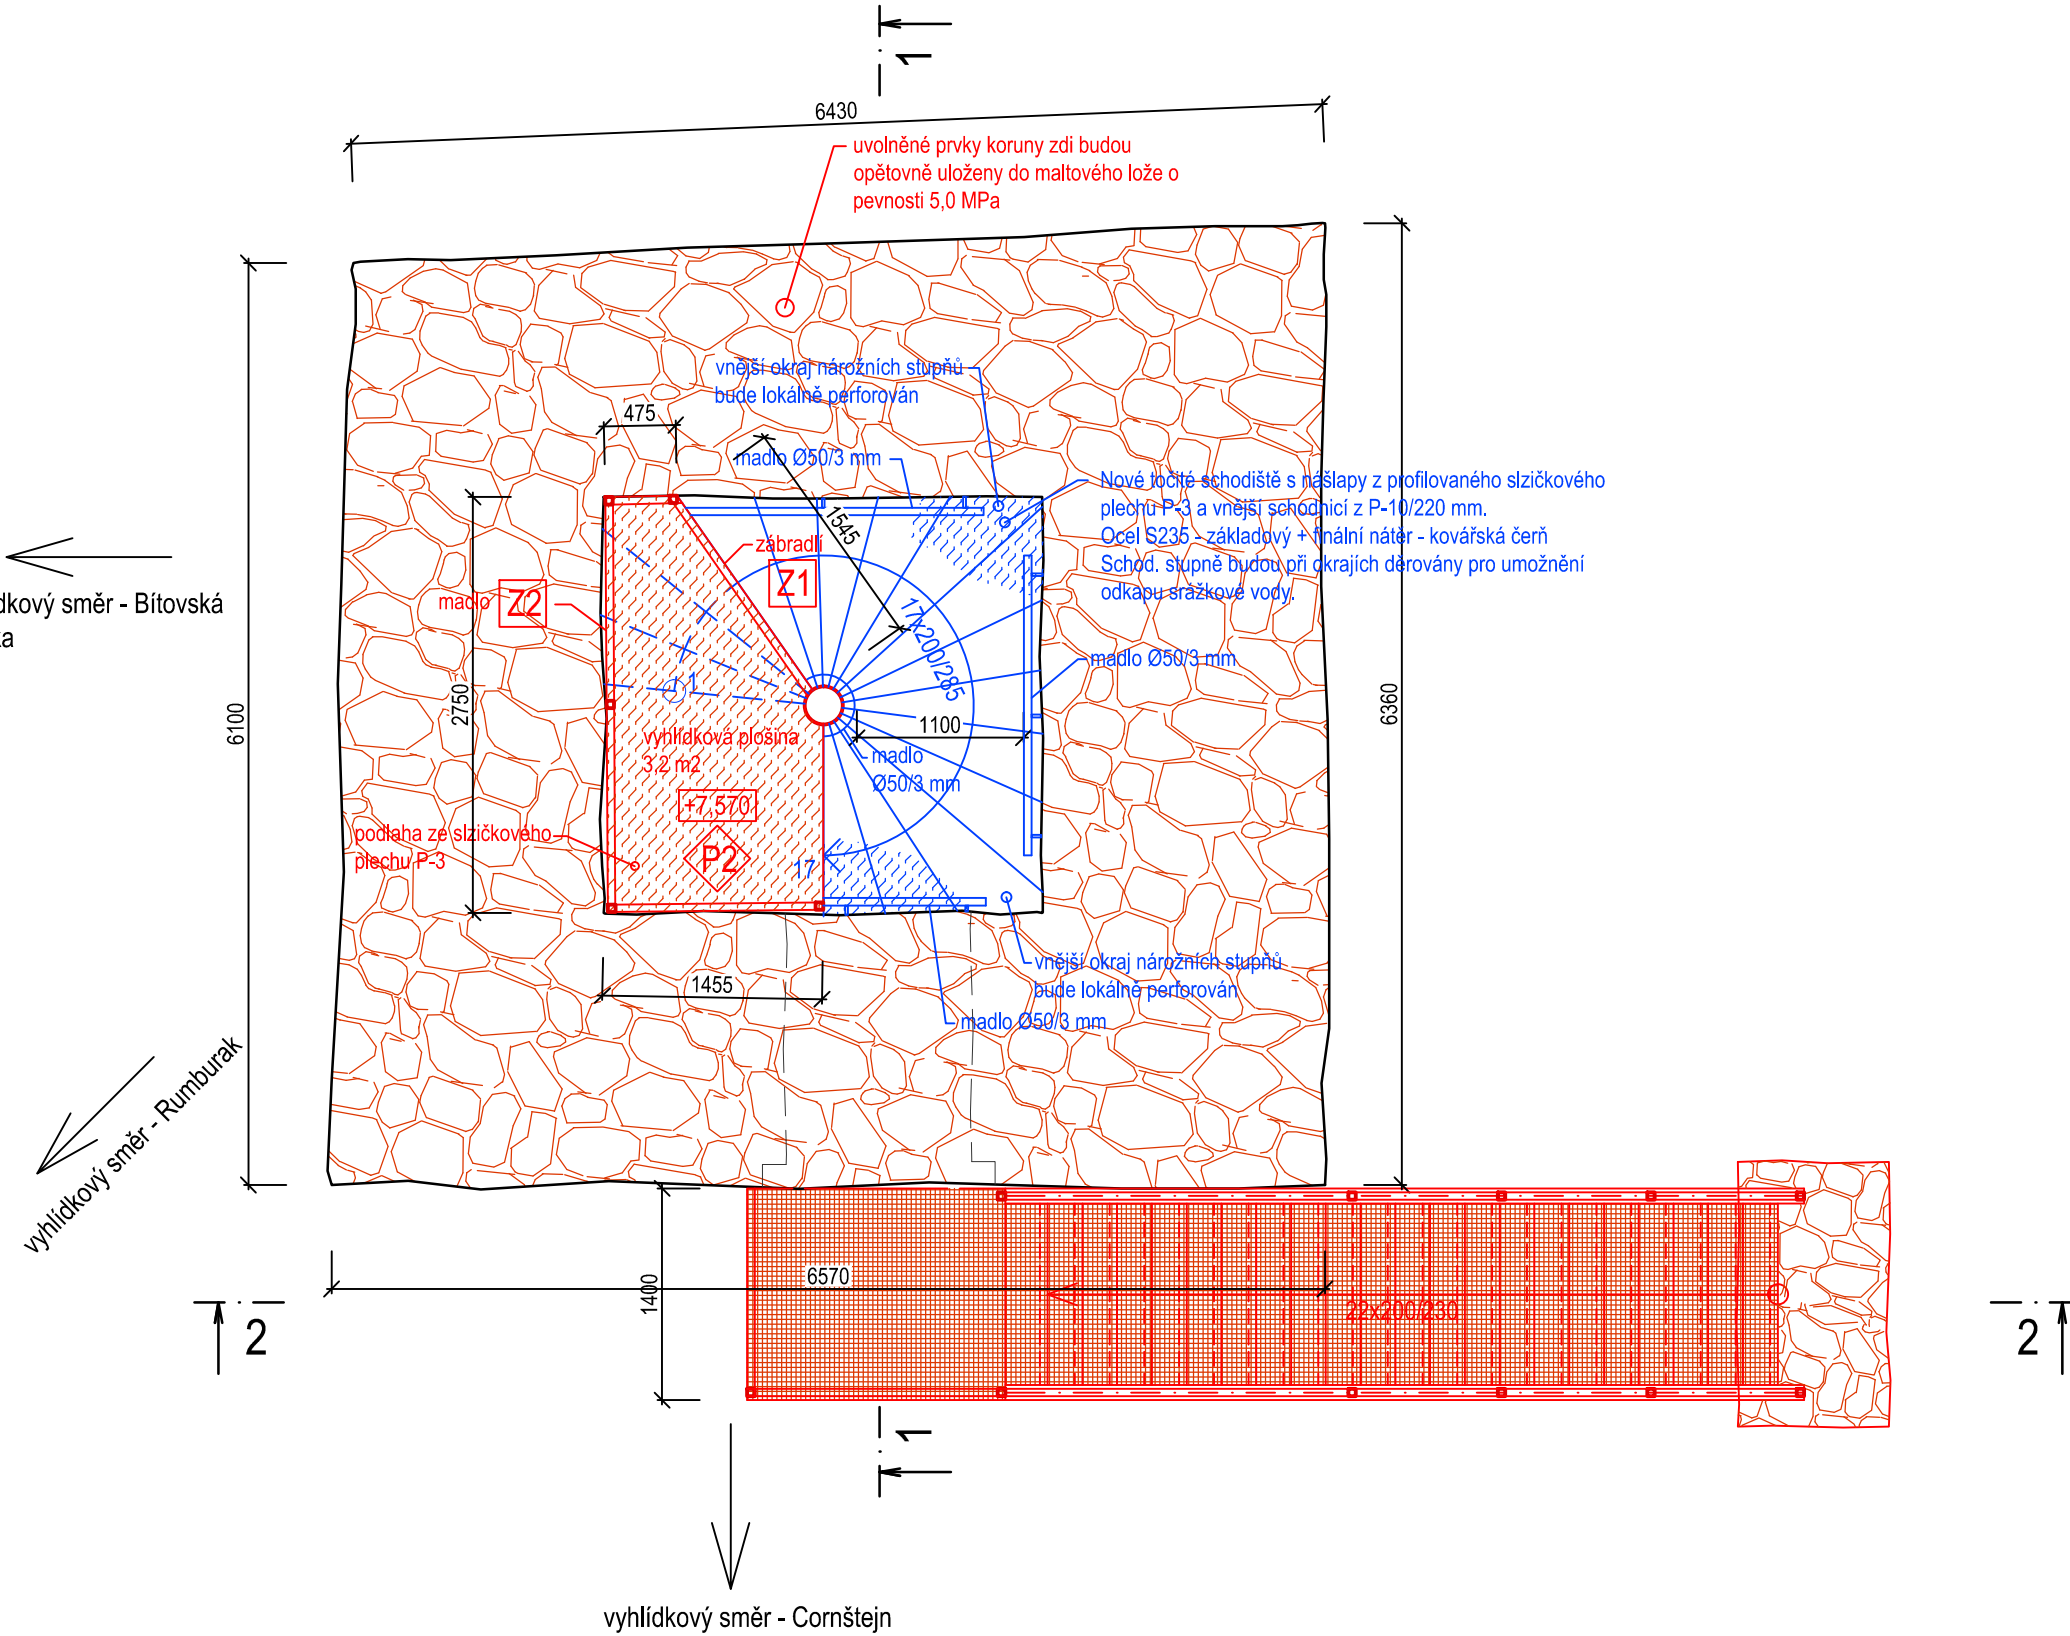 1
6430
uvolněné prvky koruny zdi budou
opětovně uloženy do maltového lože o
pevnosti 5,0 MPa
vnější okraj nárožních stupňů
bude lokálně perforován
475
madlo Ø50/3 mm
1545
Nové točité schodiště s nášlapy z profilovaného slzičkového
plechu P-3 a vnější schodnicí z P-10/220 mm.
Ocel S235 - základový + finální nátěr - kovářská čerň
Schod. stupně budou při okrajích děrovány pro umožnění
odkapu srážkové vody.
zábradlí
Z1
madlo
Z2
17x200/285
dkový směr - Bítovská
ka
madlo Ø50/3 mm
1
2750
6100
6360
1100
vyhlídková plošina
3,2 m2
madlo
Ø50/3 mm
+7,570
podlaha ze slzičkového
plechu P-3
P2
17
vnější okraj nárožních stupňů
bude lokálně perforován
1455
madlo Ø50/3 mm
vyhlídkový směr - Rumburak
6570
1400
22x200/230
2
2
1
vyhlídkový směr - Cornštejn